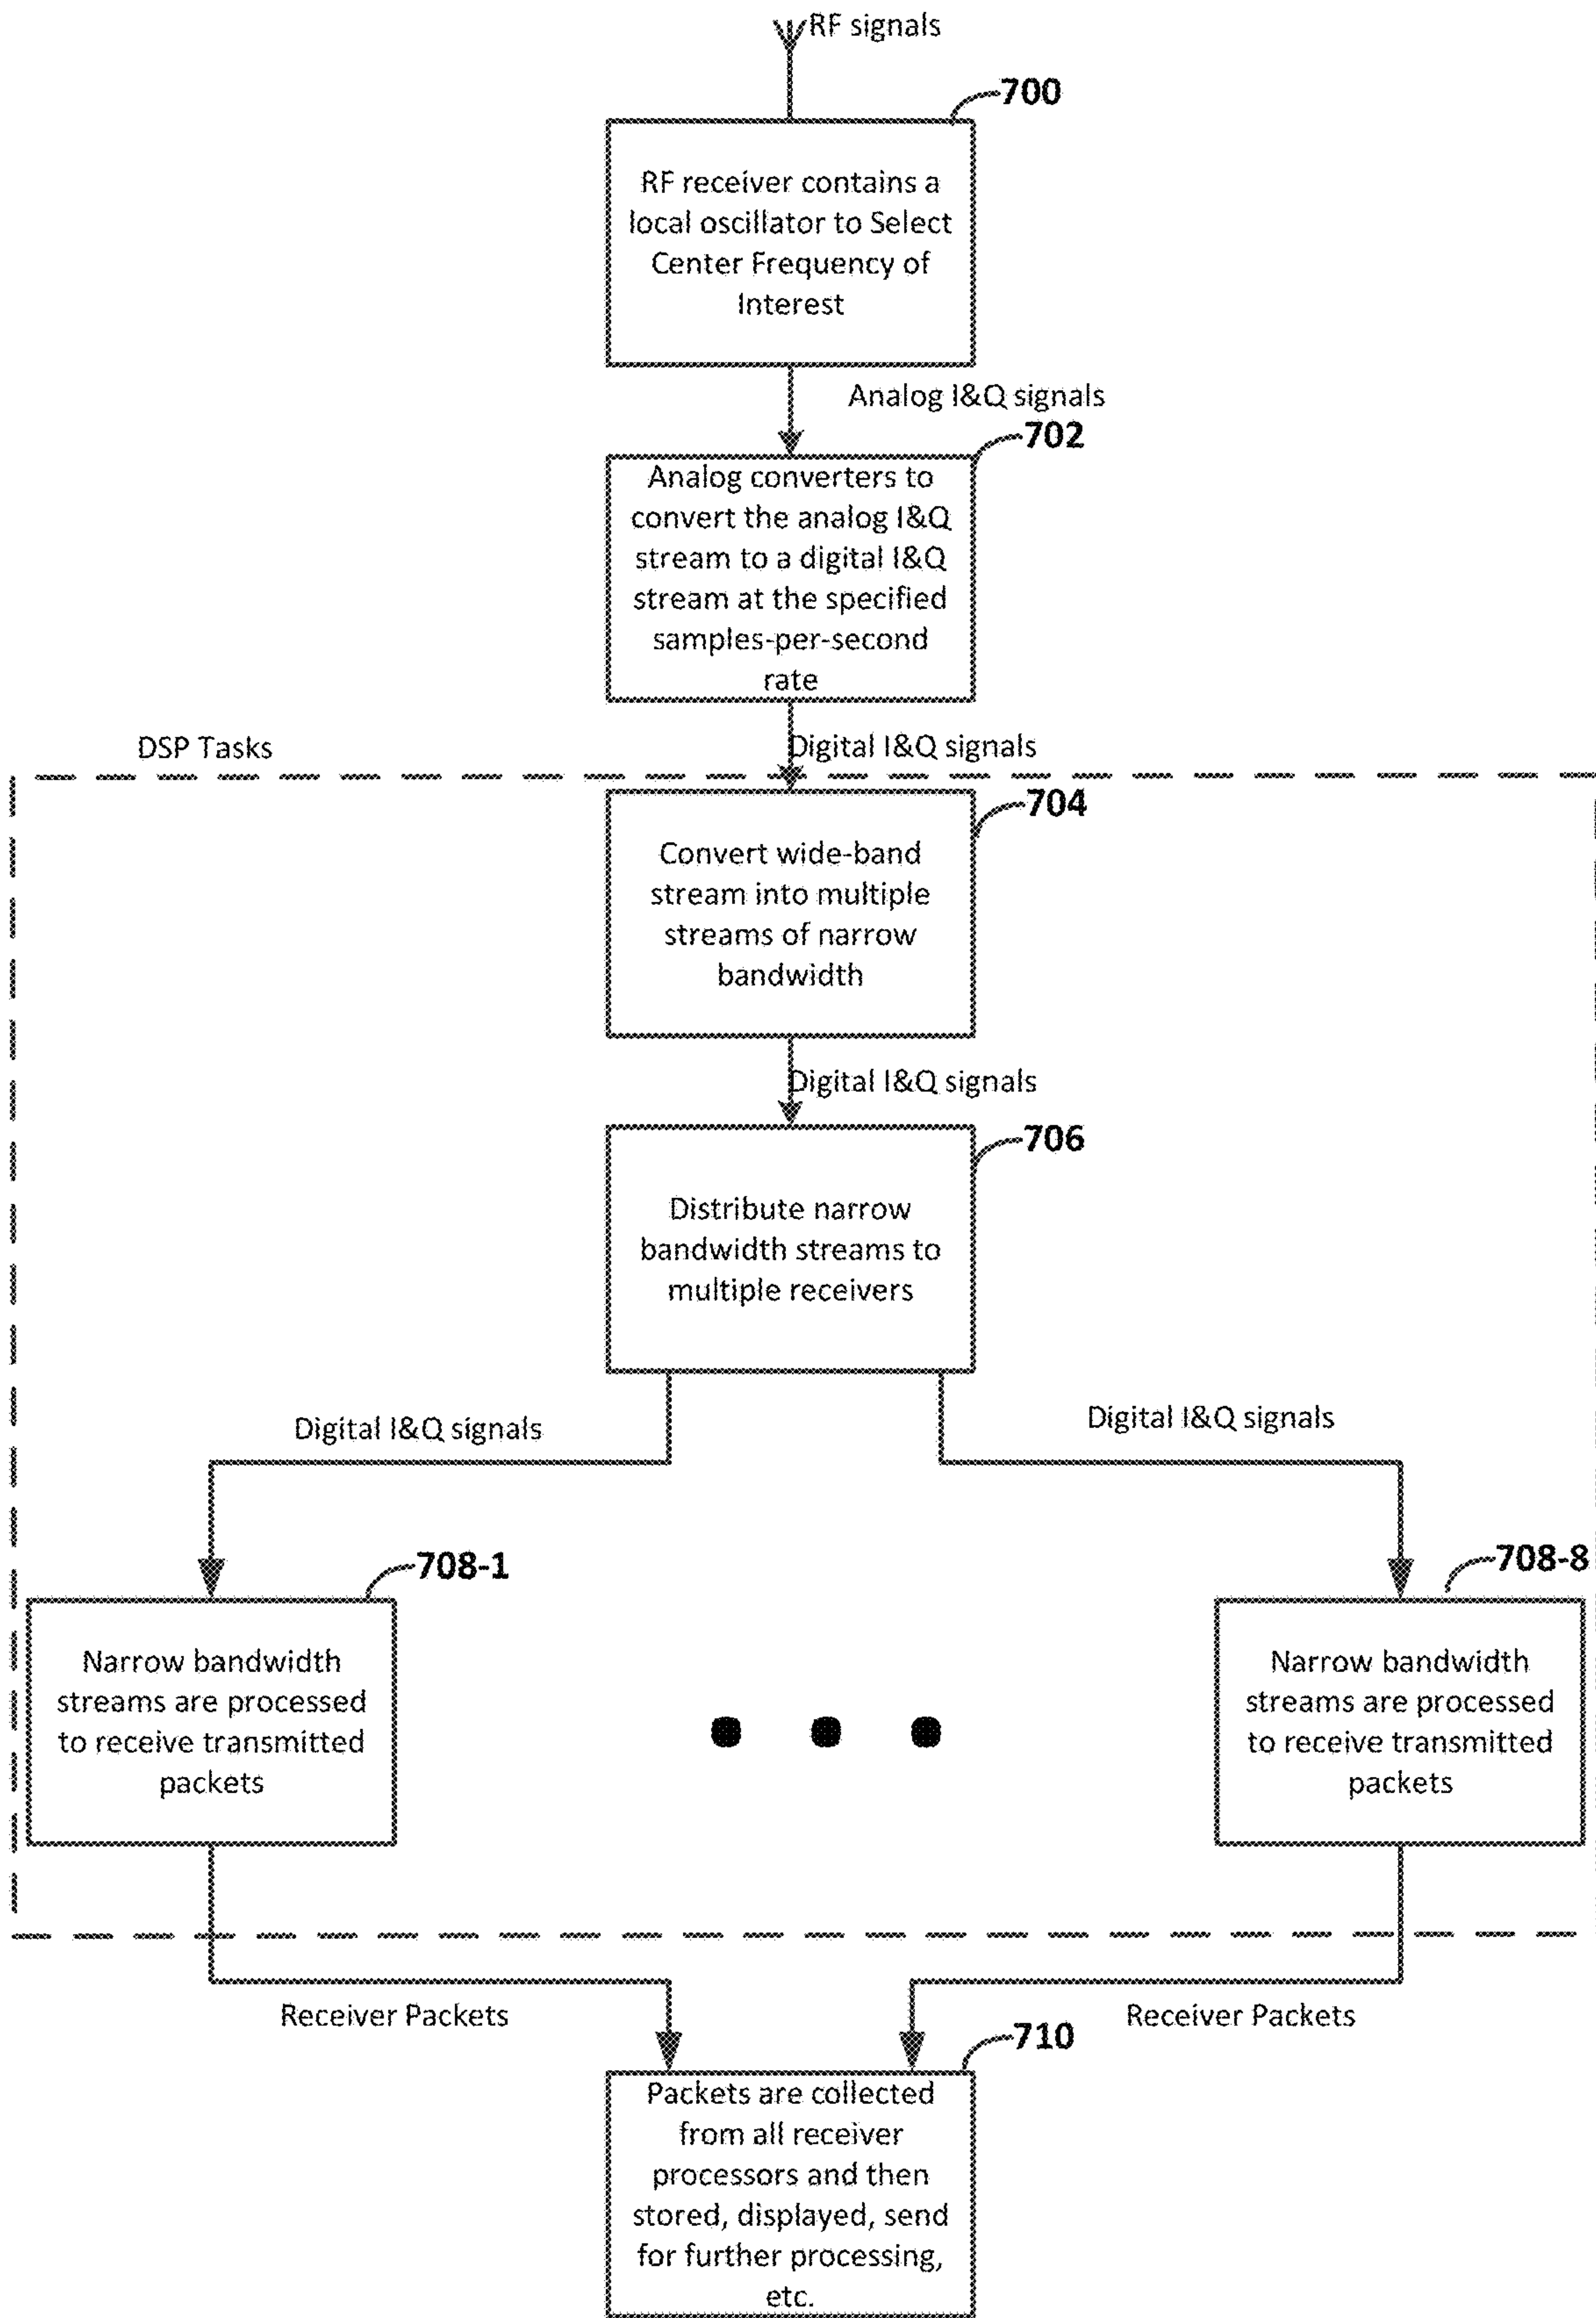 RF signals
700
RF receiver contains a
local oscillator to Select
Center Frequency of
Interest
Analog I&Q signals
702
Analog converters to
convert the analog I&Q
stream to a digital I&Q
stream at the specified
samples-per-second
rate
DSP Tasks
Digital I&Q signals
704
Convert wide-band
stream into multiple
streams of narrow
bandwidth
Digital I&Q signals
706
Distribute narrow
bandwidth streams to
multiple receivers
Digital I&Q signals
Digital I&Q signals
708-1
Narrow bandwidth
streams are processed
to receive transmitted
packets
708-8
Narrow bandwidth
streams are processed
to receive transmitted
packets
Receiver Packets
Receiver Packets
710
Packets are collected
from all receiver
processors and then
stored, displayed, send
for further processing,
etc.